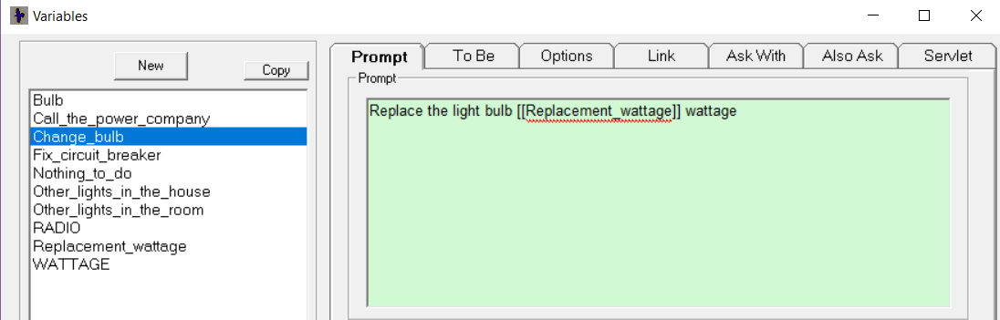 Variables
New
Copy
Bulb
Call_the_power_company
Change_bulb
Fix_circuit_breaker
Nothing_to_do
Other_lights_in_the_house
Other_lights_in_the_room
RADIO
Replacement_wattage
WATTAGE
Prompt To Be Options Link Ask With Also Ask Servlet
Prompt
Replace the light bulb [[Replacement_wattage]] wattage